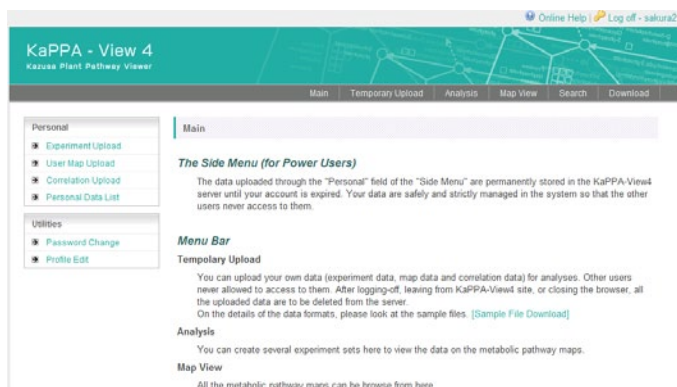 Online Help | Log off - sakura2
KaPPA - View 4
Kazusa Plant Pathway Viewer
Main Temporary Upload Analysis Map View Search Download
Personal
Experiment Upload
User Map Upload
Correlation Upload
Personal Data List
Utilities
Password Change
Profile Edit
Main
The Side Menu (for Power Users)
The data uploaded through the "Personal" field of the "Side Menu" are permanently stored in the KaPPA-View4
server until your account is expired. Your data are safely and strictly managed in the system so that the other
users never access to them.
Menu Bar
Tempolary Upload
You can upload your own data (experiment data, map data and correlation data) for analyses. Other users
never allowed to access to them. After logging-off, leaving from KaPPA-View4 site, or closing the browser, all
the uploaded data are to be deleted from the server.
On the details of the data formats, please look at the sample files. [Sample File Download]
Analysis
You can create several experiment sets here to view the data on the metabolic pathway maps.
Map View
All the metabolic pathway maps can be browse from here.